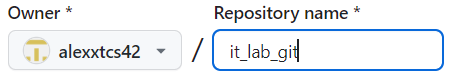 Owner * Repository name *
alexxtcs42 / it_lab_git